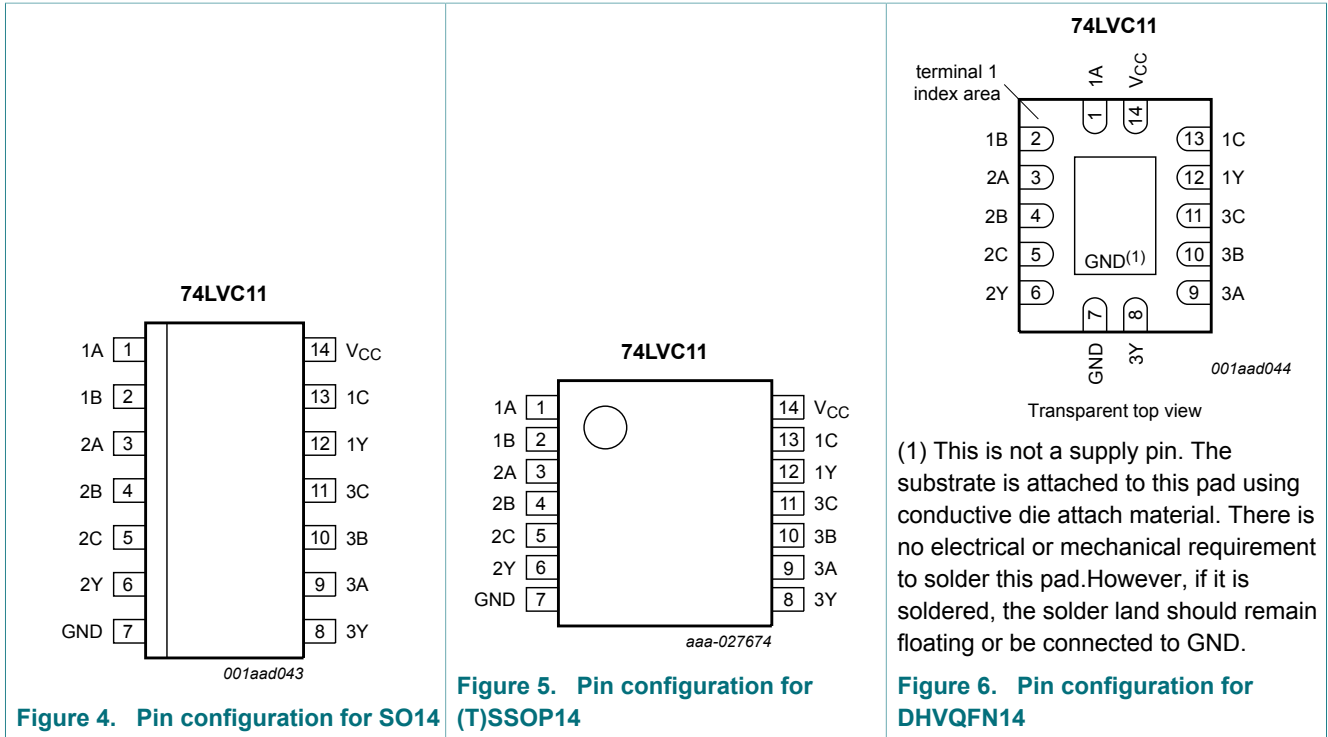 74LVC11
1A 1
14 VCC
1B 2
13 1C
2A 3
12 1Y
2B 4
11 3C
2C 5
10 3B
2Y 6
9 3A
GND 7
8 3Y
001aad043
Figure 4. Pin configuration for SO14
74LVC11
1A 1
14 VCC
1B 2
13 1C
2A 3
12 1Y
2B 4
11 3C
2C 5
10 3B
2Y 6
9 3A
GND 7
8 3Y
aaa-027674
Figure 5. Pin configuration for
(T)SSOP14
74LVC11
terminal 1
index area
1A
VCC
1
14
1B 2
13 1C
2A 3
12 1Y
2B 4
11 3C
2C 5
GND(1)
10 3B
2Y 6
9 3A
7
8
GND
3Y
001aad044
Transparent top view
(1) This is not a supply pin. The
substrate is attached to this pad using
conductive die attach material. There is
no electrical or mechanical requirement
to solder this pad.However, if it is
soldered, the solder land should remain
floating or be connected to GND.
Figure 6. Pin configuration for
DHVQFN14